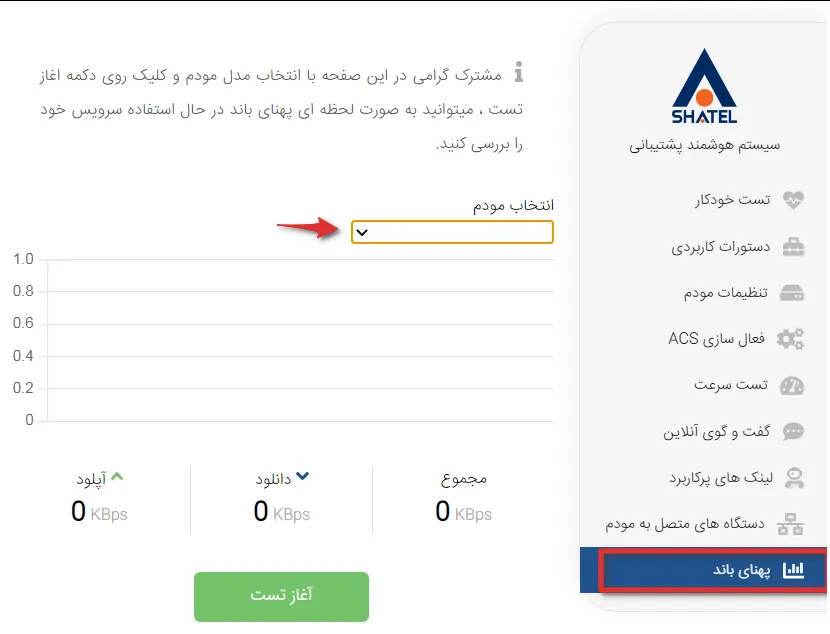 SHATEL
سیستم هوشمند پشتیبانی
تست خودکار
دستورات کاربردی
تنظیمات مودم
فعال سازی ACS
تست سرعت
گفت و گوی آنلاین
لینک های پرکاربرد
دستگاه های متصل به مودم
پهنای باند
مشترک گرامی در این صفحه با انتخاب مدل مودم و کلیک روی دکمه اغاز
تست ، میتوانید به صورت لحظه ای پهنای باند در حال استفاده سرویس خود
را بررسی کنید.
انتخاب مودم
1.0
0.8
0.6
0.4
0.2
0
مجموع
0 KBps
دانلود
0 KBps
آپلود
0 KBps
آغاز تست